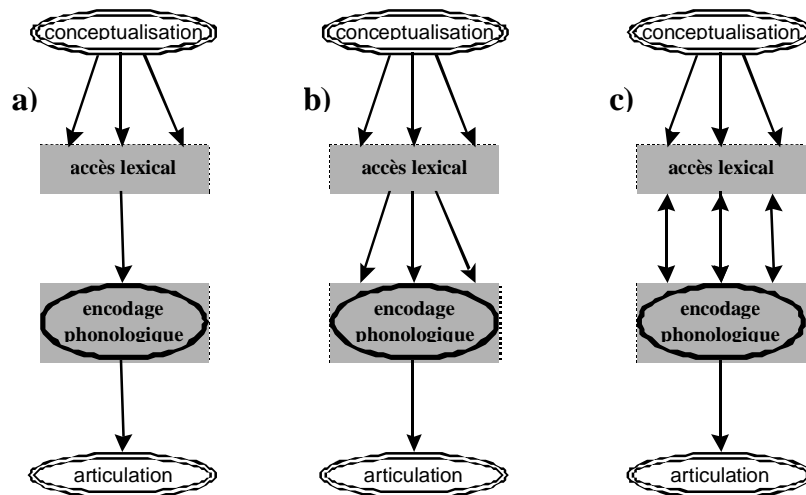 conceptualisation conceptualisation conceptualisation
a) b) c)
accès lexical accès lexical accès lexical
encodage encodage encodage
phonologique phonologique phonologique
articulation articulation articulation